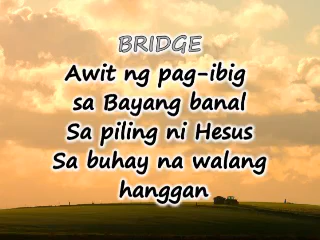 BRIDGE
Awit ng pag-ibig
sa Bayang banal
Sa piling ni Hesus
Sa buhay na walang
hanggan